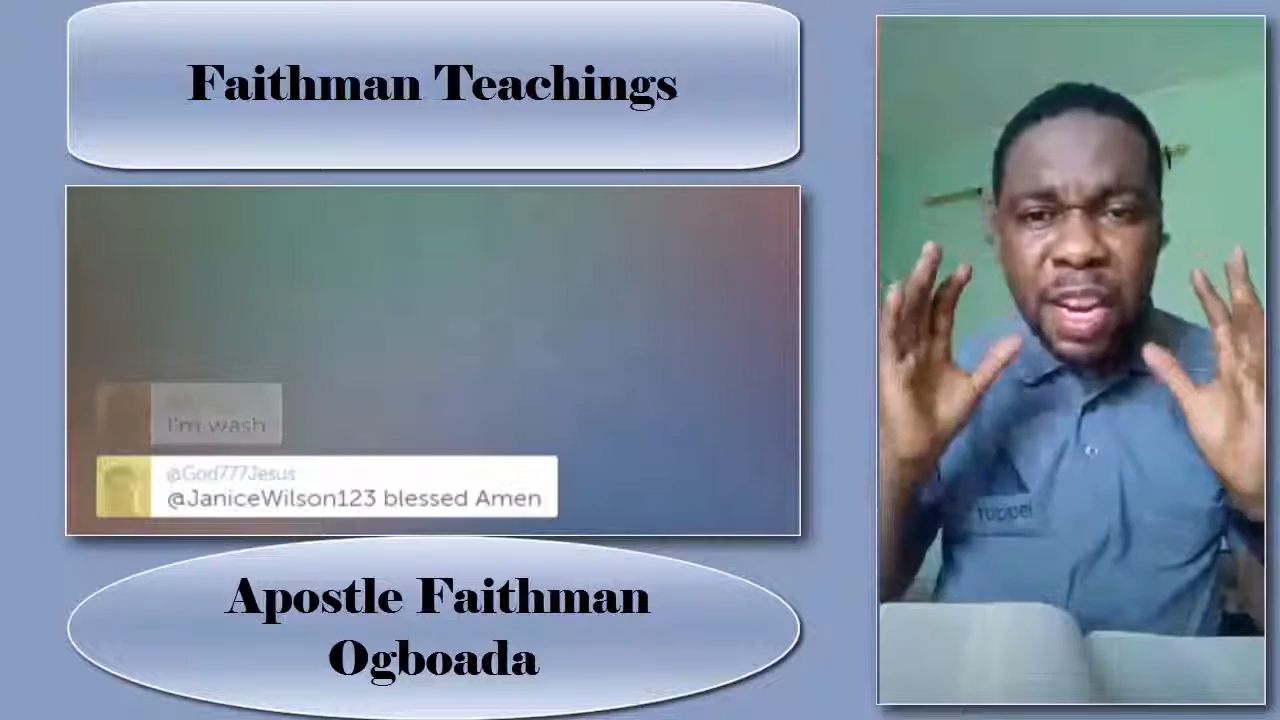 Faithman Teachings
I'm wash
@God777Jesus
@JaniceWilson123 blessed Amen
Apostle Faithman
Ogboada